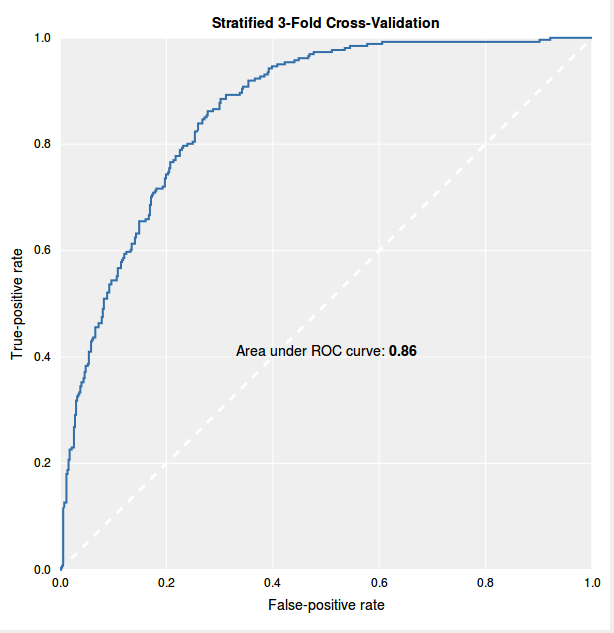 Stratified 3-Fold Cross-Validation
1.0
0.8
0.6
0.4
0.2
0.0
True-positive rate
Area under ROC curve: 0.86
0.0 0.2 0.4 0.6 0.8 1.0
False-positive rate